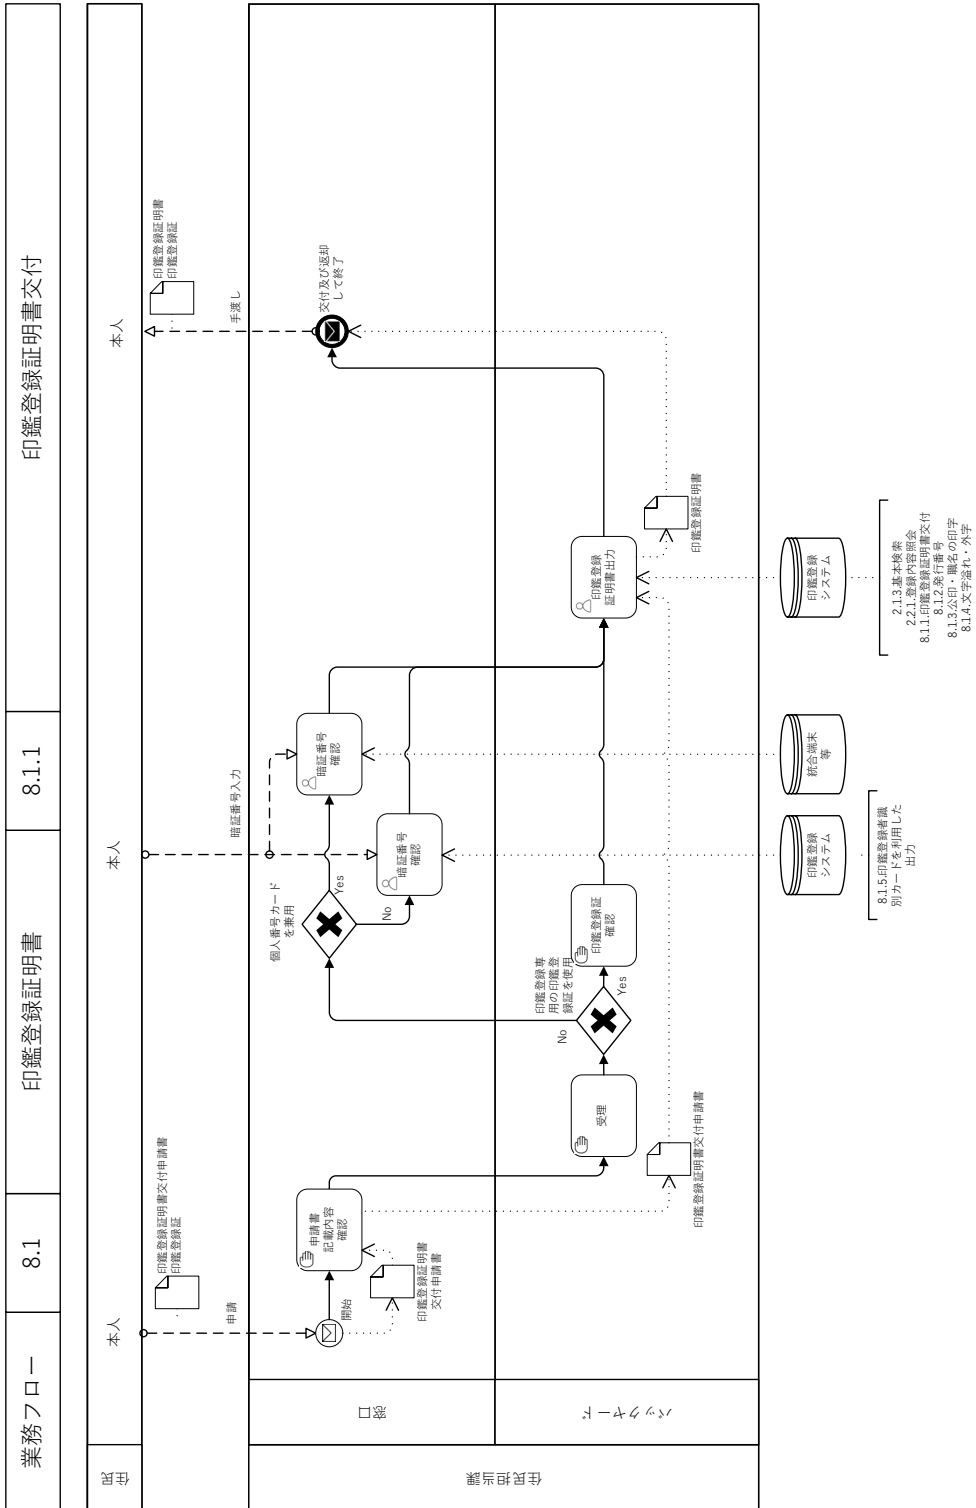 業務フロー
8.1
印鑑登録証明書
8.1.1
印鑑登録証明書交付
住民
本人
本人
本人
印鑑登録証明書交付申請書
印鑑登録証
申請
暗証番号入力
印鑑登録証明書
印鑑登録証
手渡し
住民担当課
窓口
開始
印鑑登録証明書
交付申請書
申請書
記載内容
確認
個人番号カード
を兼用
Yes
No
暗証番号
確認
暗証番号
確認
交付及び返却
して終了
バックヤード
受理
印鑑登録証明書交付申請書
印鑑登録専
用の印鑑登
録証を使用
No
Yes
印鑑登録証
確認
印鑑登録
証明書出力
印鑑登録証明書
印鑑登録
システム
統合端末
等
印鑑登録
システム
8.1.5.印鑑登録者識
別カードを利用した
出力
2.1.3.基本検索
2.2.1.登録内容照会
8.1.1.印鑑登録証明書交付
8.1.2.発行番号
8.1.3.公印・職名の印字
8.1.4.文字溢れ・外字